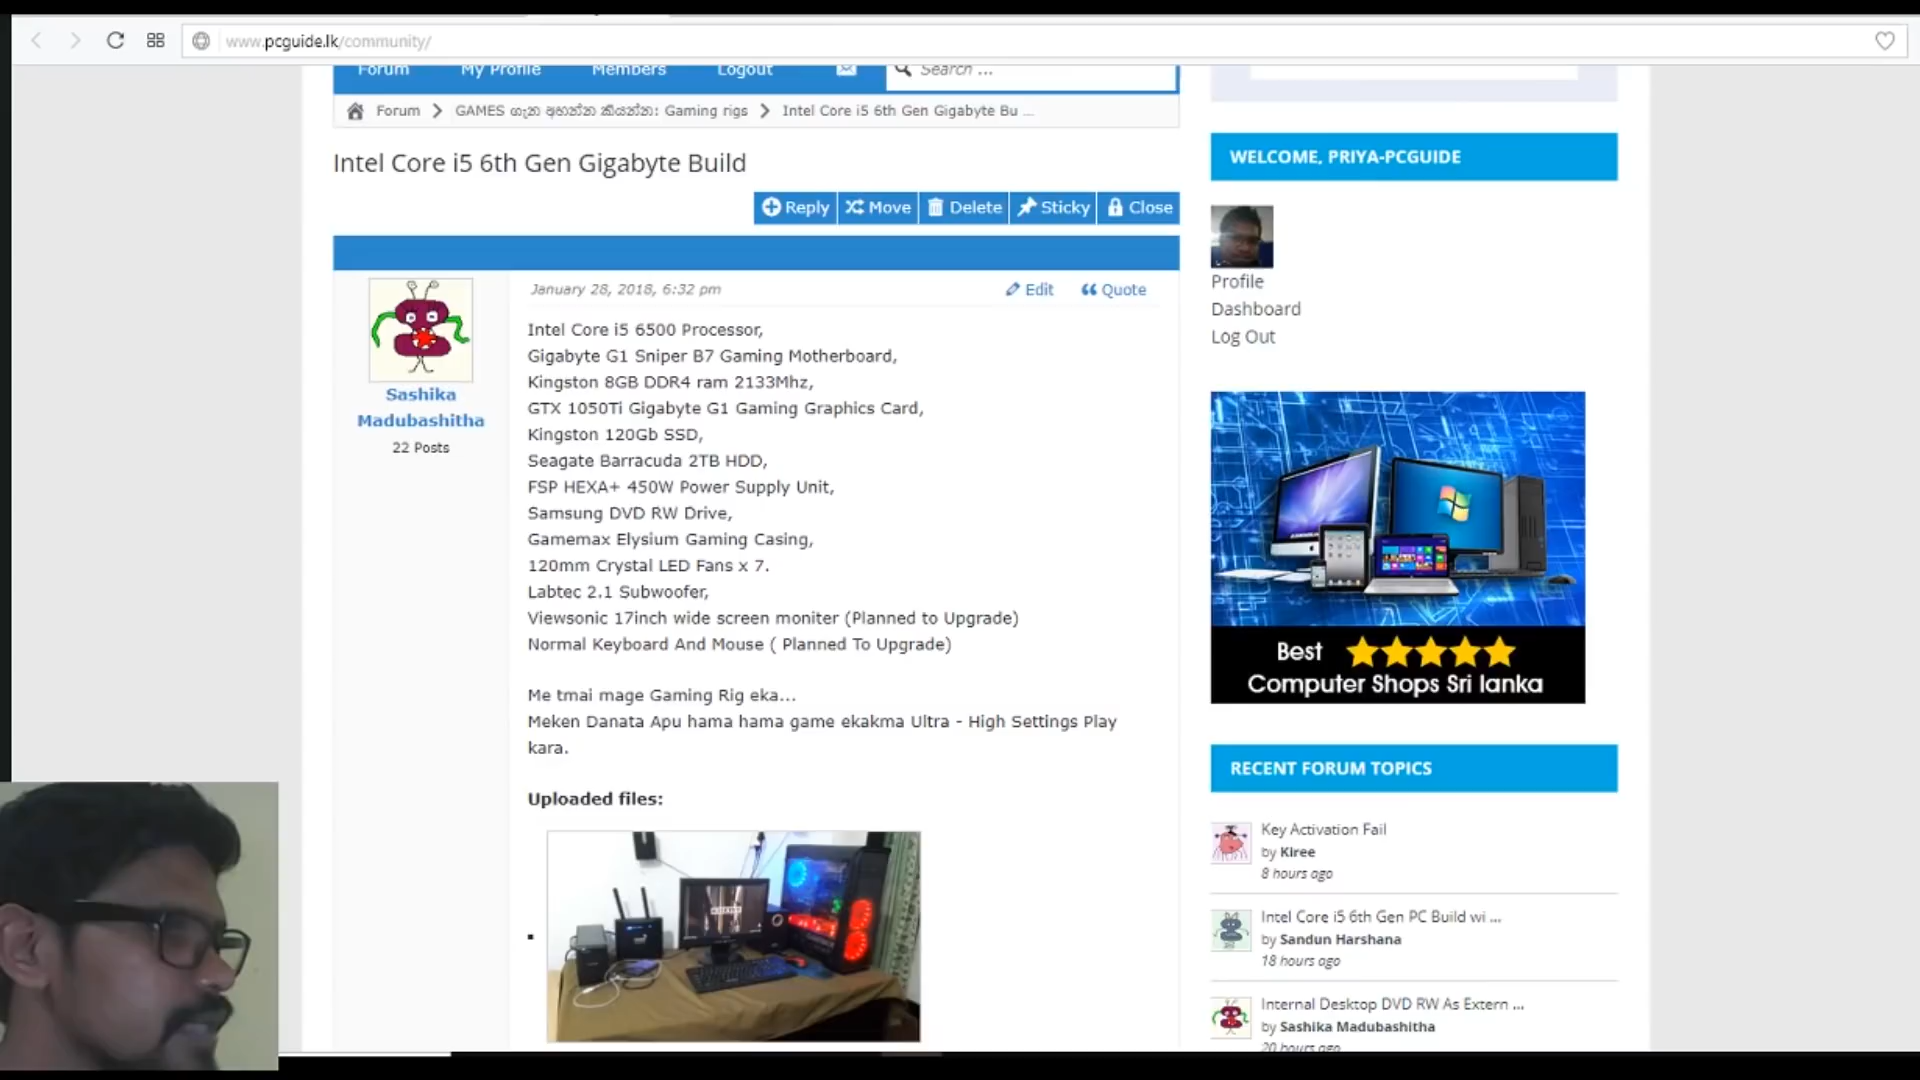 www.pcguide.lk/community/
Forum My Profile Members Logout Search ...
Forum GAMES ගැන අහන්න කියන්න: Gaming rigs Intel Core i5 6th Gen Gigabyte Bu ...
Intel Core i5 6th Gen Gigabyte Build
Reply Move Delete Sticky Close
January 28, 2018, 6:32 pm Edit Quote
Sashika
Madubashitha
22 Posts
Intel Core i5 6500 Processor,
Gigabyte G1 Sniper B7 Gaming Motherboard,
Kingston 8GB DDR4 ram 2133Mhz,
GTX 1050Ti Gigabyte G1 Gaming Graphics Card,
Kingston 120Gb SSD,
Seagate Barracuda 2TB HDD,
FSP HEXA+ 450W Power Supply Unit,
Samsung DVD RW Drive,
Gamemax Elysium Gaming Casing,
120mm Crystal LED Fans x 7.
Labtec 2.1 Subwoofer,
Viewsonic 17inch wide screen moniter (Planned to Upgrade)
Normal Keyboard And Mouse ( Planned To Upgrade)
Me tmai mage Gaming Rig eka...
Meken Danata Apu hama hama game ekakma Ultra - High Settings Play
kara.
Uploaded files:
WELCOME, PRIYA-PCGUIDE
Profile
Dashboard
Log Out
Best
Computer Shops Sri lanka
RECENT FORUM TOPICS
Key Activation Fail
by Kiree
8 hours ago
Intel Core i5 6th Gen PC Build wi ...
by Sandun Harshana
18 hours ago
Internal Desktop DVD RW As Extern ...
by Sashika Madubashitha
20 hours ago